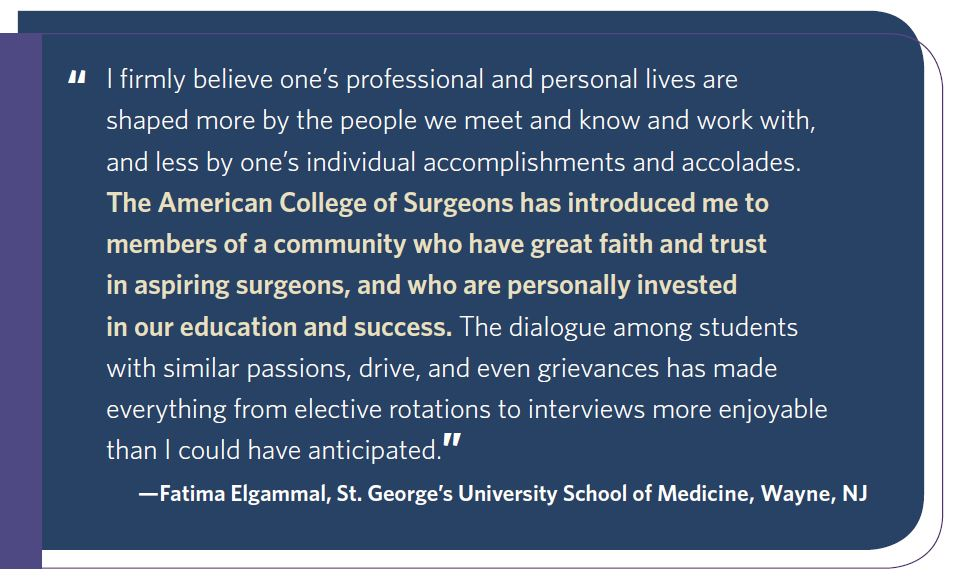 “ I firmly believe one’s professional and personal lives are
shaped more by the people we meet and know and work with,
and less by one’s individual accomplishments and accolades.
The American College of Surgeons has introduced me to
members of a community who have great faith and trust
in aspiring surgeons, and who are personally invested
in our education and success. The dialogue among students
with similar passions, drive, and even grievances has made
everything from elective rotations to interviews more enjoyable
than I could have anticipated.”
—Fatima Elgammal, St. George’s University School of Medicine, Wayne, NJ